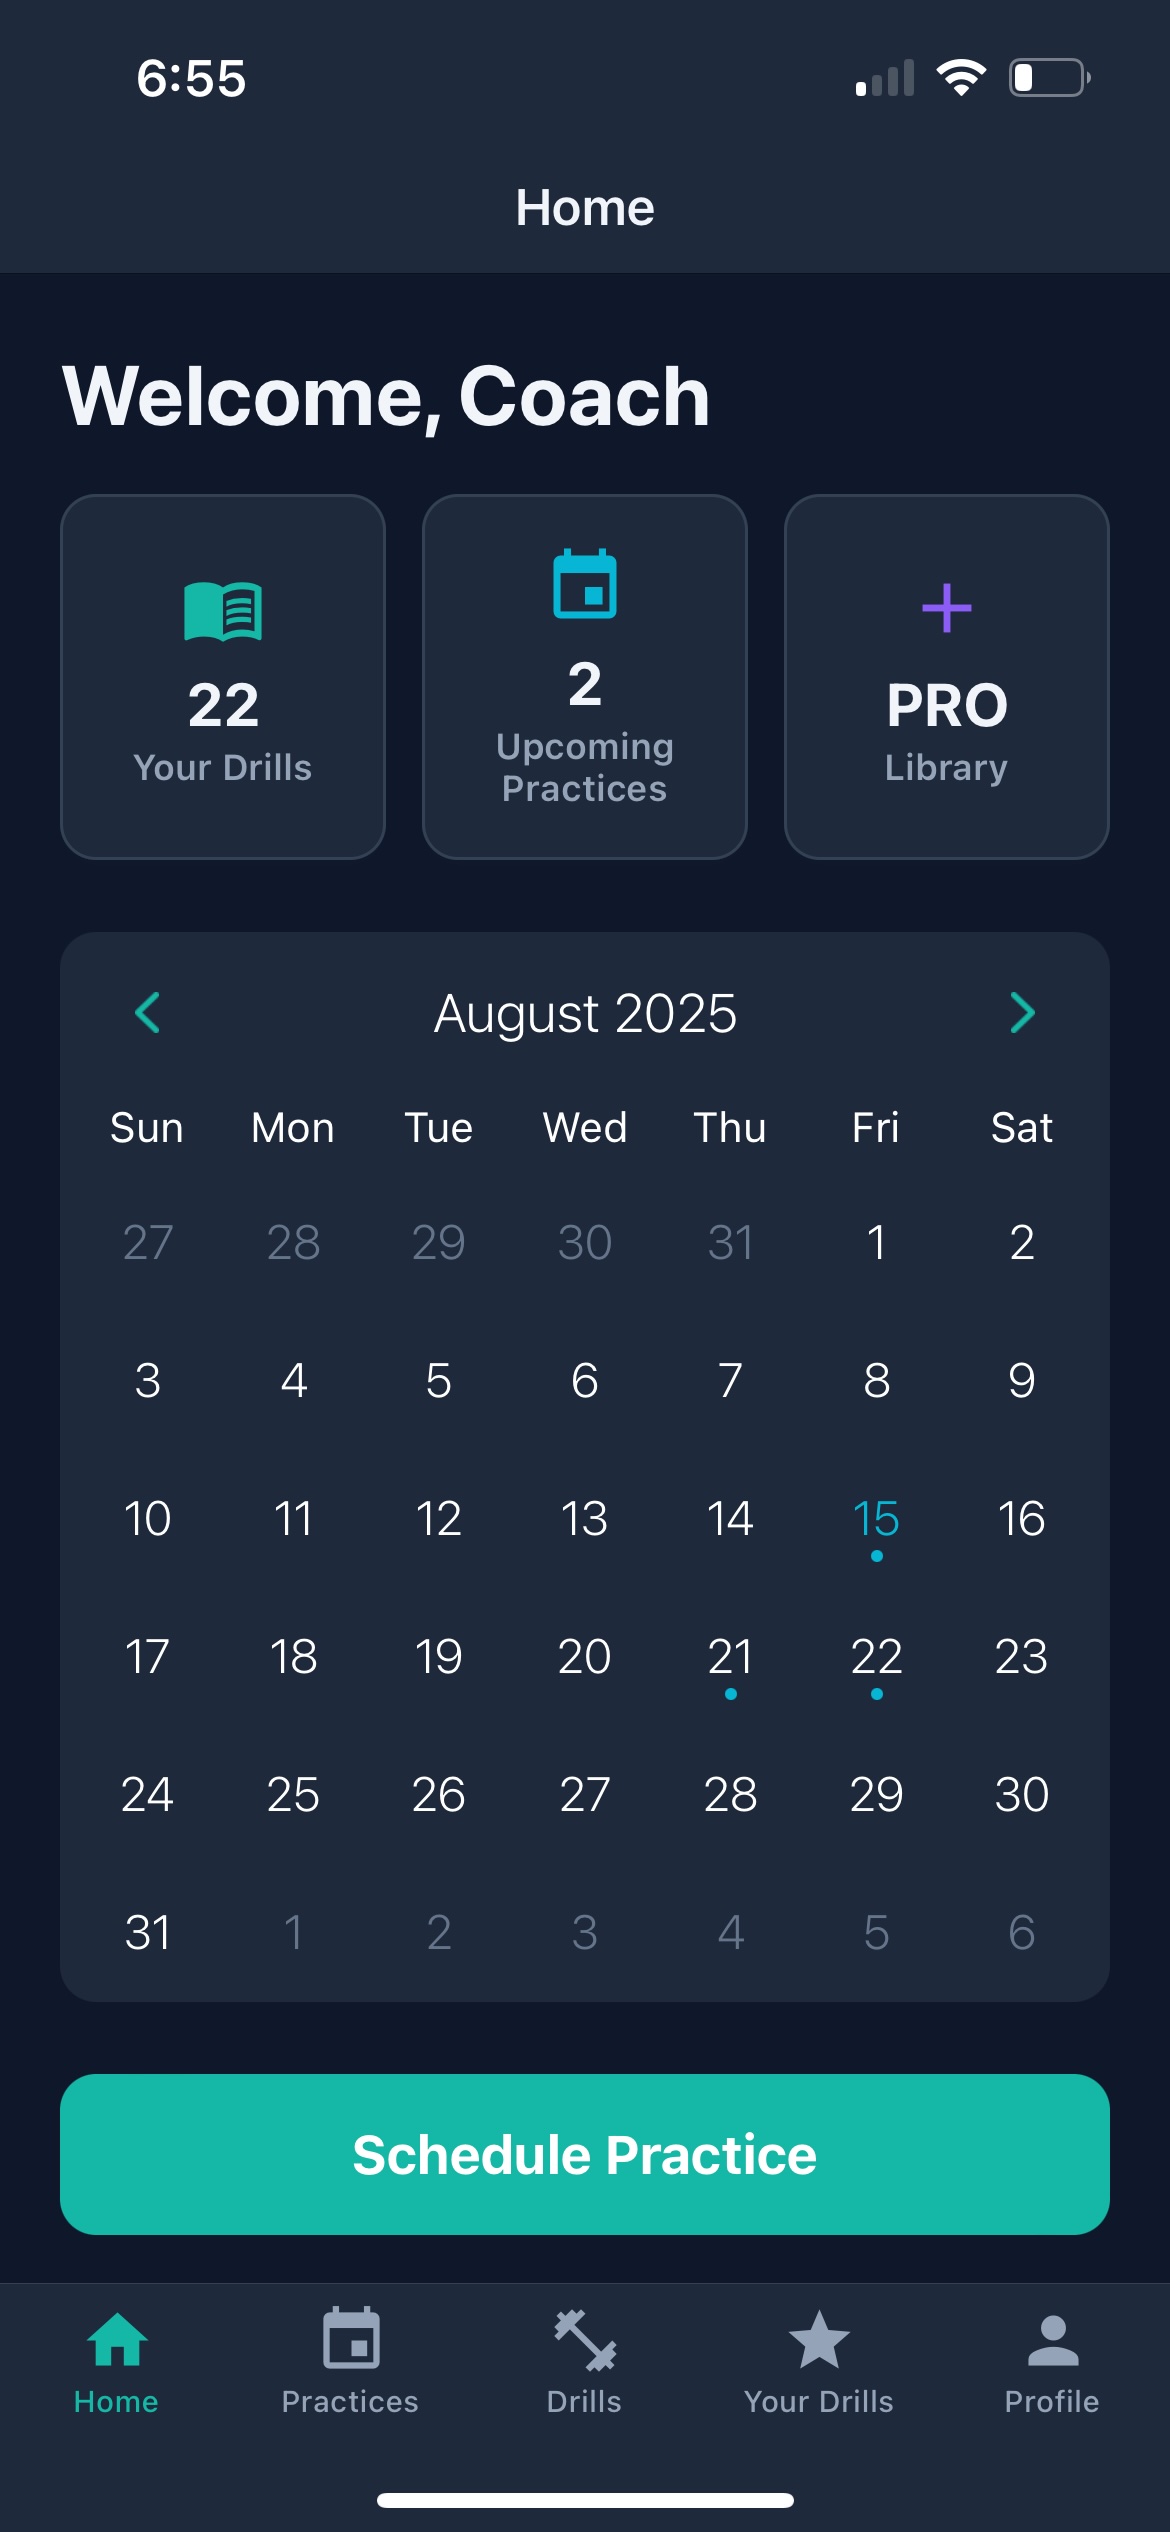 6:55
Home
Welcome, Coach
22
Your Drills
2
Upcoming
Practices
PRO
Library
August 2025
Sun Mon Tue Wed Thu Fri Sat
27 28 29 30 31 1 2
3 4 5 6 7 8 9
10 11 12 13 14 15 16
17 18 19 20 21 22 23
24 25 26 27 28 29 30
31 1 2 3 4 5 6
Schedule Practice
Home Practices Drills Your Drills Profile